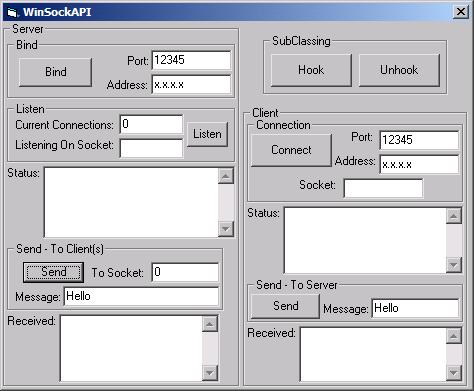 WinSockAPI
Server
Bind
Bind
Port: 12345
Address: x.x.x.x
Listen
Current Connections: 0
Listening On Socket:
Listen
Status:
Send - To Client(s)
Send
To Socket: 0
Message: Hello
Received:
SubClassing
Hook
Unhook
Client
Connection
Connect
Port: 12345
Address: x.x.x.x
Socket:
Status:
Send - To Server
Send
Message: Hello
Received: